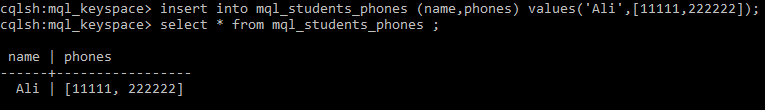 cqlsh:mql_keyspace> insert into mql_students_phones (name,phones) values('Ali',[11111,222222]);
cqlsh:mql_keyspace> select * from mql_students_phones ;
name | phones
------+-----------------
Ali | [11111, 222222]